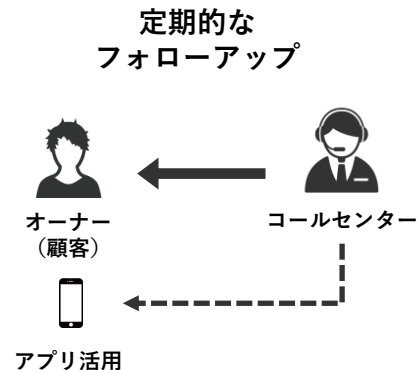 定期的な
フォローアップ
オーナー
（顧客）
コールセンター
アプリ活用